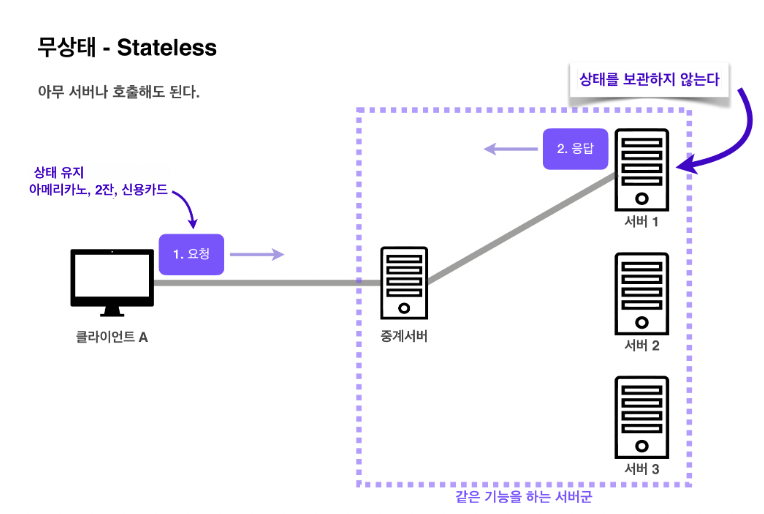 무상태 - Stateless
아무 서버나 호출해도 된다.
상태를 보관하지 않는다
2. 응답
서버 1
상태 유지
아메리카노, 2잔, 신용카드
1. 요청
클라이언트 A
중계서버
서버 2
서버 3
같은 기능을 하는 서버군